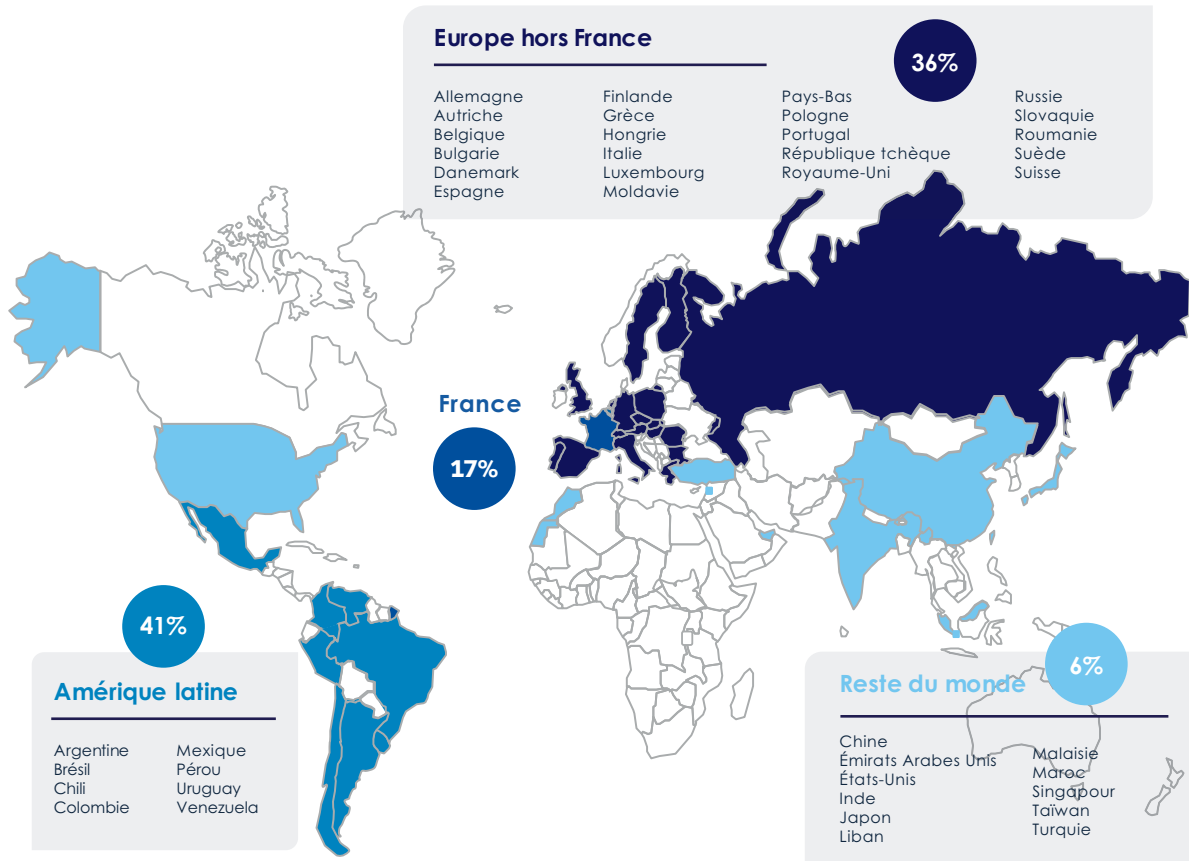 Europe hors France
36%
Allemagne
Autriche
Belgique
Bulgarie
Danemark
Espagne
Finlande
Grèce
Hongrie
Italie
Luxembourg
Moldavie
Pays-Bas
Pologne
Portugal
République tchèque
Royaume-Uni
Russie
Slovaquie
Roumanie
Suède
Suisse
France
17%
41%
Amérique latine
Argentine
Brésil
Chili
Colombie
Mexique
Pérou
Uruguay
Venezuela
6%
Reste du monde
Chine
Émirats Arabes Unis
États-Unis
Inde
Japon
Liban
Malaisie
Maroc
Singapour
Taïwan
Turquie